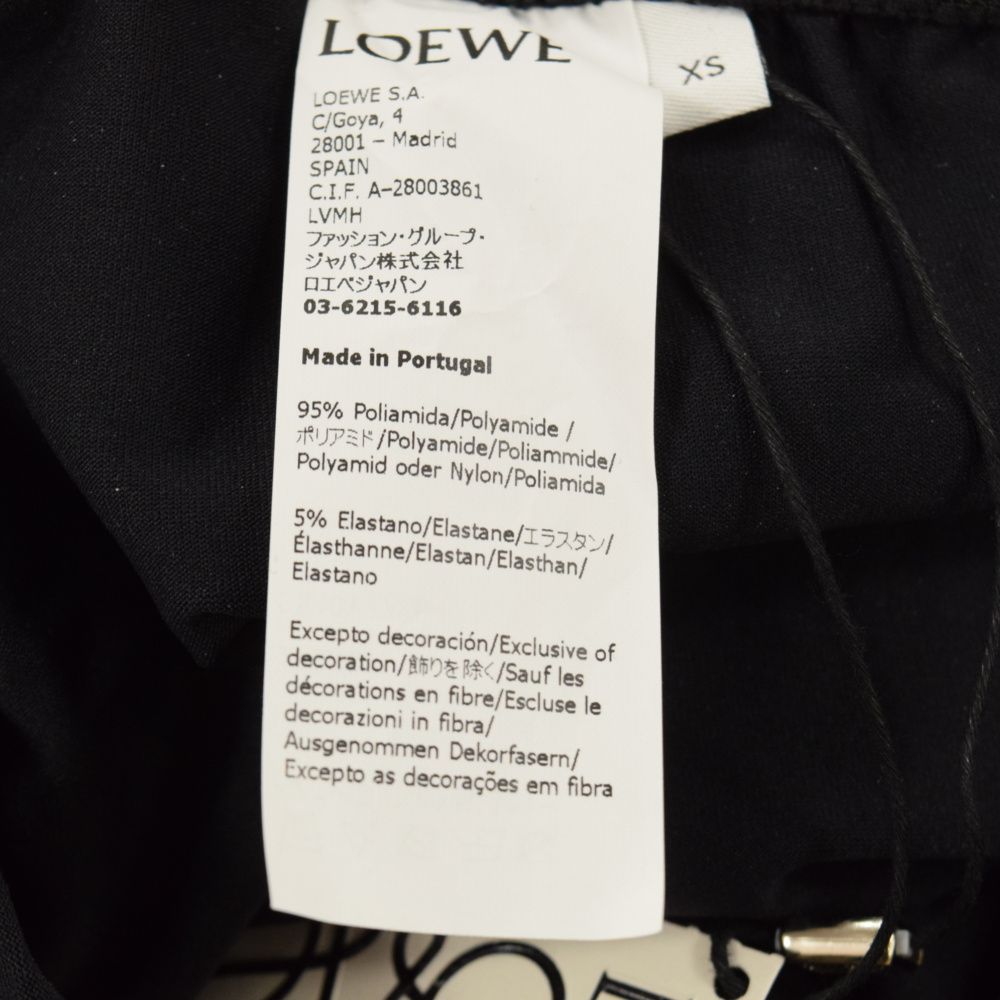 LOEWE
XS
LOEWE S.A.
C/Goya, 4
28001 – Madrid
SPAIN
C.I.F. A-28003861
LVMH
ファッション・グループ・
ジャパン株式会社
ロエベジャパン
03-6215-6116
Made in Portugal
95% Poliamida/Polyamide /
ポリアミド/Polyamide/Poliammide/
Polyamid oder Nylon/Poliamida
5% Elastano/Elastane/エラスタン/
Élasthanne/Elastan/Elasthan/
Elastano
Excepto decoración/Exclusive of
decoration/飾りを除く/Sauf les
décorations en fibre/Escluse le
decorazioni in fibra/
Ausgenommen Dekorfasern/
Excepto as decorações em fibra